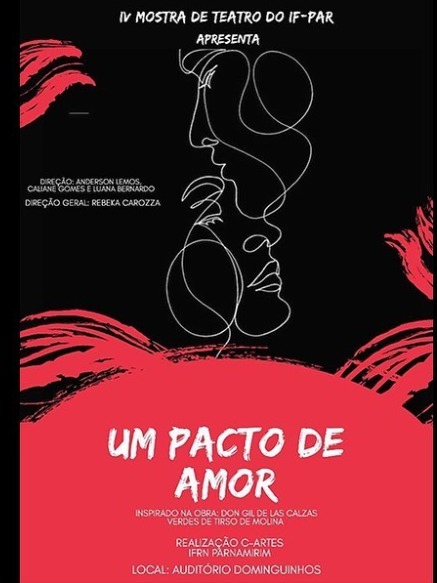 IV MOSTRA DE TEATRO DO IF-PAR
APRESENTA
DIREÇÃO: ANDERSON LEMOS,
CALIANE GOMES E LUANA BERNARDO
DIREÇÃO GERAL: REBEKA CAROZZA
UM PACTO DE
AMOR
INSPIRADO NA OBRA: DON GIL DE LAS CALZAS
VERDES DE TIRSO DE MOLINA
REALIZAÇÃO C-ARTES
IFRN PARNAMIRIM
LOCAL: AUDITÓRIO DOMINGUINHOS